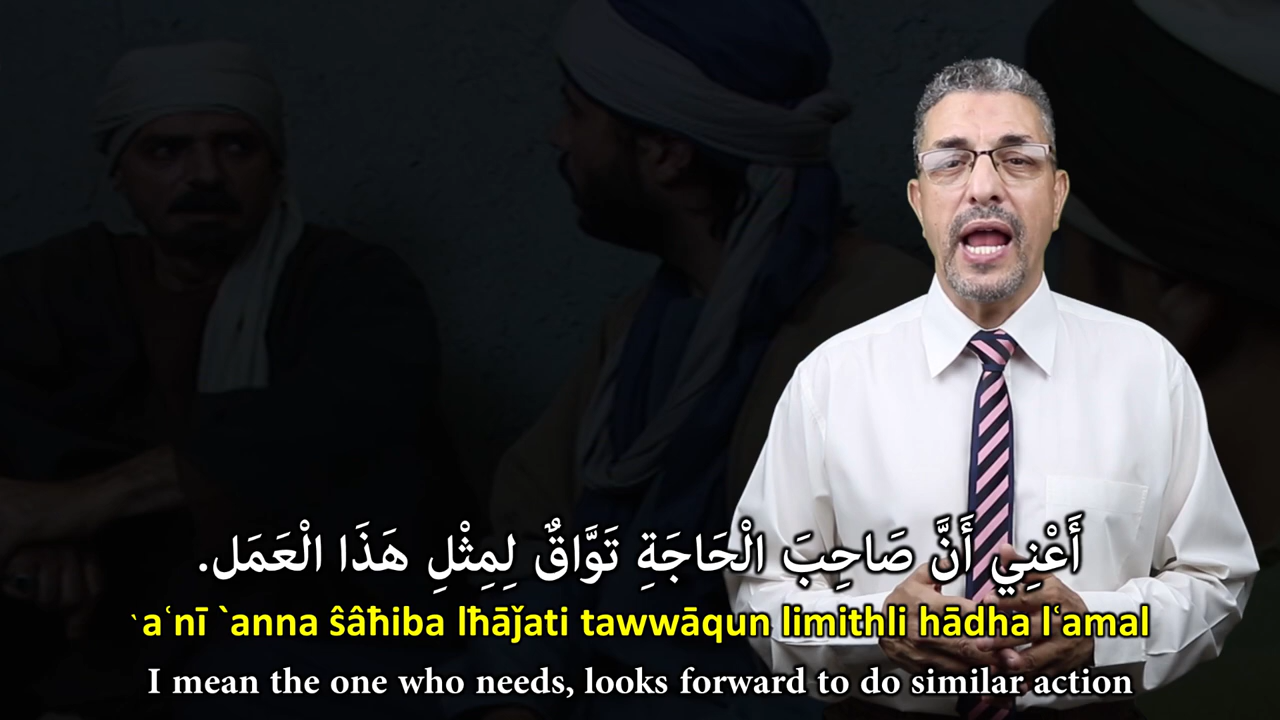 أَعْنِي أَنَّ صَاحِبَ الْحَاجَةِ تَوَّاقٌ لِمِثْلِ هَذَا الْعَمَل.
`aʿnī `anna ŝâħiba lħāǰati tawwāqun limithli hādha lʿamal
I mean the one who needs, looks forward to do similar action